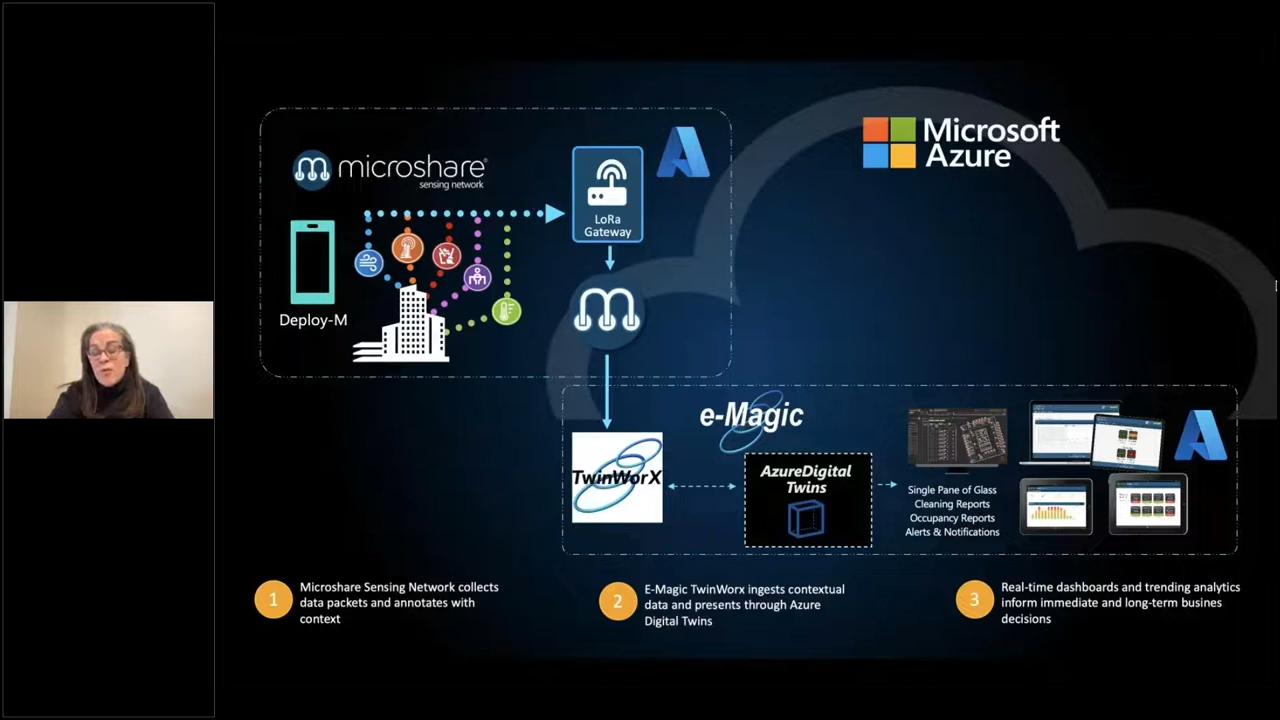 microshare®
sensing network
LoRa
Gateway
Microsoft
Azure
Deploy-M
e-Magic
TwinWorX
AzureDigital
Twins
Single Pane of Glass
Cleaning Reports
Occupancy Reports
Alerts & Notifications
1
Microshare Sensing Network collects
data packets and annotates with
context
2
E-Magic TwinWorx ingests contextual
data and presents through Azure
Digital Twins
3
Real-time dashboards and trending analytics
inform immediate and long-term busines
decisions